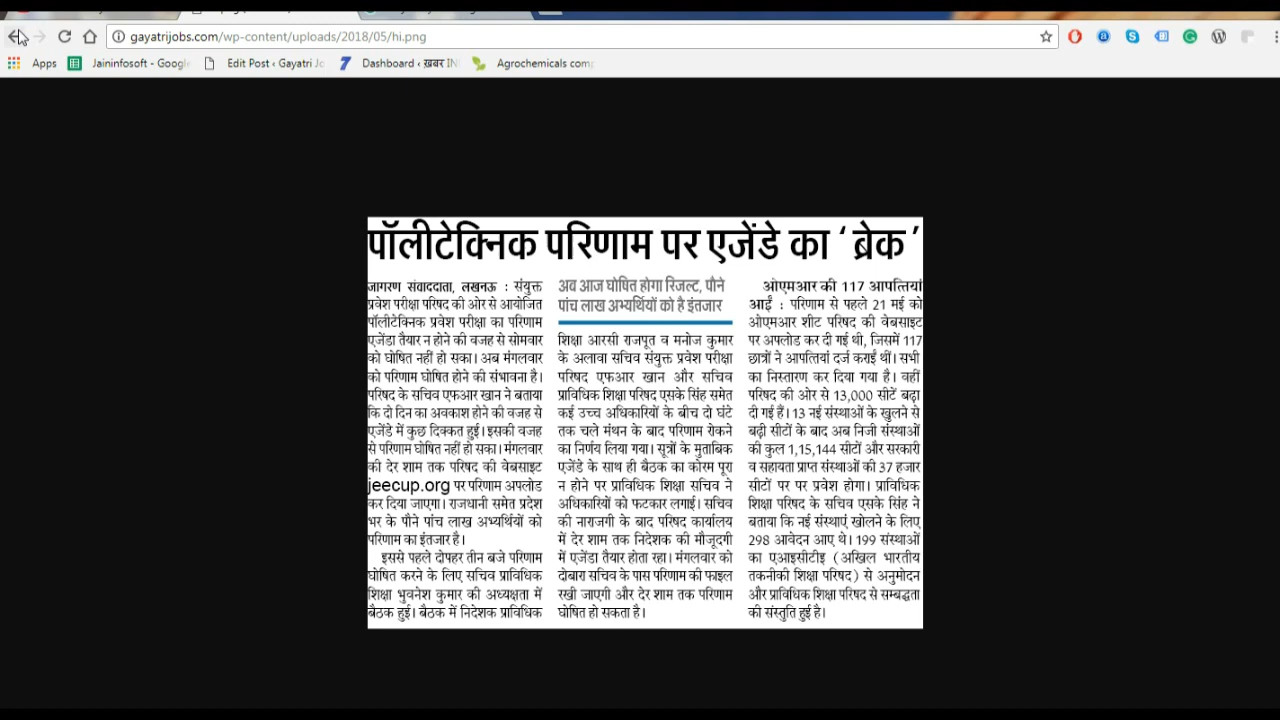 gayatrijobs.com/wp-content/uploads/2018/05/hi.png
Apps Jaininfosoft - Google Edit Post ‹ Gayatri Jo Dashboard ‹ ख़बर IN Agrochemicals com
पॉलीटेक्निक परिणाम पर एजेंडे का ‘ ब्रेक ’
जागरण संवाददाता, लखनऊ : संयुक्त
प्रवेश परीक्षा परिषद की ओर से आयोजित
पॉलीटेक्निक प्रवेश परीक्षा का परिणाम
एजेंडा तैयार न होने की वजह से सोमवार
को घोषित नहीं हो सका। अब मंगलवार
को परिणाम घोषित होने की संभावना है।
परिषद के सचिव एफआर खान ने बताया
कि दो दिन का अवकाश होने की वजह से
एजेंडे में कुछ दिक्कत हुई। इसकी वजह
से परिणाम घोषित नहीं हो सका। मंगलवार
की देर शाम तक परिषद की वेबसाइट
jeecup.org पर परिणाम अपलोड
कर दिया जाएगा। राजधानी समेत प्रदेश
भर के पौने पांच लाख अभ्यर्थियों को
परिणाम का इंतजार है।
इससे पहले दोपहर तीन बजे परिणाम
घोषित करने के लिए सचिव प्राविधिक
शिक्षा भुवनेश कुमार की अध्यक्षता में
बैठक हुई। बैठक में निदेशक प्राविधिक
अब आज घोषित होगा रिजल्ट, पौने
पांच लाख अभ्यर्थियों को है इंतजार
शिक्षा आरसी राजपूत व मनोज कुमार
के अलावा सचिव संयुक्त प्रवेश परीक्षा
परिषद एफआर खान और सचिव
प्राविधिक शिक्षा परिषद एसके सिंह समेत
कई उच्च अधिकारियों के बीच दो घंटे
तक चले मंथन के बाद परिणाम रोकने
का निर्णय लिया गया। सूत्रों के मुताबिक
एजेंडे के साथ ही बैठक का कोरम पूरा
न होने पर प्राविधिक शिक्षा सचिव ने
अधिकारियों को फटकार लगाई। सचिव
की नाराजगी के बाद परिषद कार्यालय
में देर शाम तक निदेशक की मौजूदगी
में एजेंडा तैयार होता रहा। मंगलवार को
दोबारा सचिव के पास परिणाम की फाइल
रखी जाएगी और देर शाम तक परिणाम
घोषित हो सकता है।
ओएमआर की 117 आपत्तियां
आईं : परिणाम से पहले 21 मई को
ओएमआर शीट परिषद की वेबसाइट
पर अपलोड कर दी गई थी, जिसमें 117
छात्रों ने आपत्तियां दर्ज कराईं थीं। सभी
का निस्तारण कर दिया गया है। वहीं
परिषद की ओर से 13,000 सीटें बढ़ा
दी गई हैं। 13 नई संस्थाओं के खुलने से
बढ़ी सीटों के बाद अब निजी संस्थाओं
की कुल 1,15,144 सीटों और सरकारी
व सहायता प्राप्त संस्थाओं की 37 हजार
सीटों पर पर प्रवेश होगा। प्राविधिक
शिक्षा परिषद के सचिव एसके सिंह ने
बताया कि नई संस्थाएं खोलने के लिए
298 आवेदन आए थे। 199 संस्थाओं
का एआइसीटीइ (अखिल भारतीय
तकनीकी शिक्षा परिषद) से अनुमोदन
और प्राविधिक शिक्षा परिषद से सम्बद्धता
की संस्तुति हुई है।